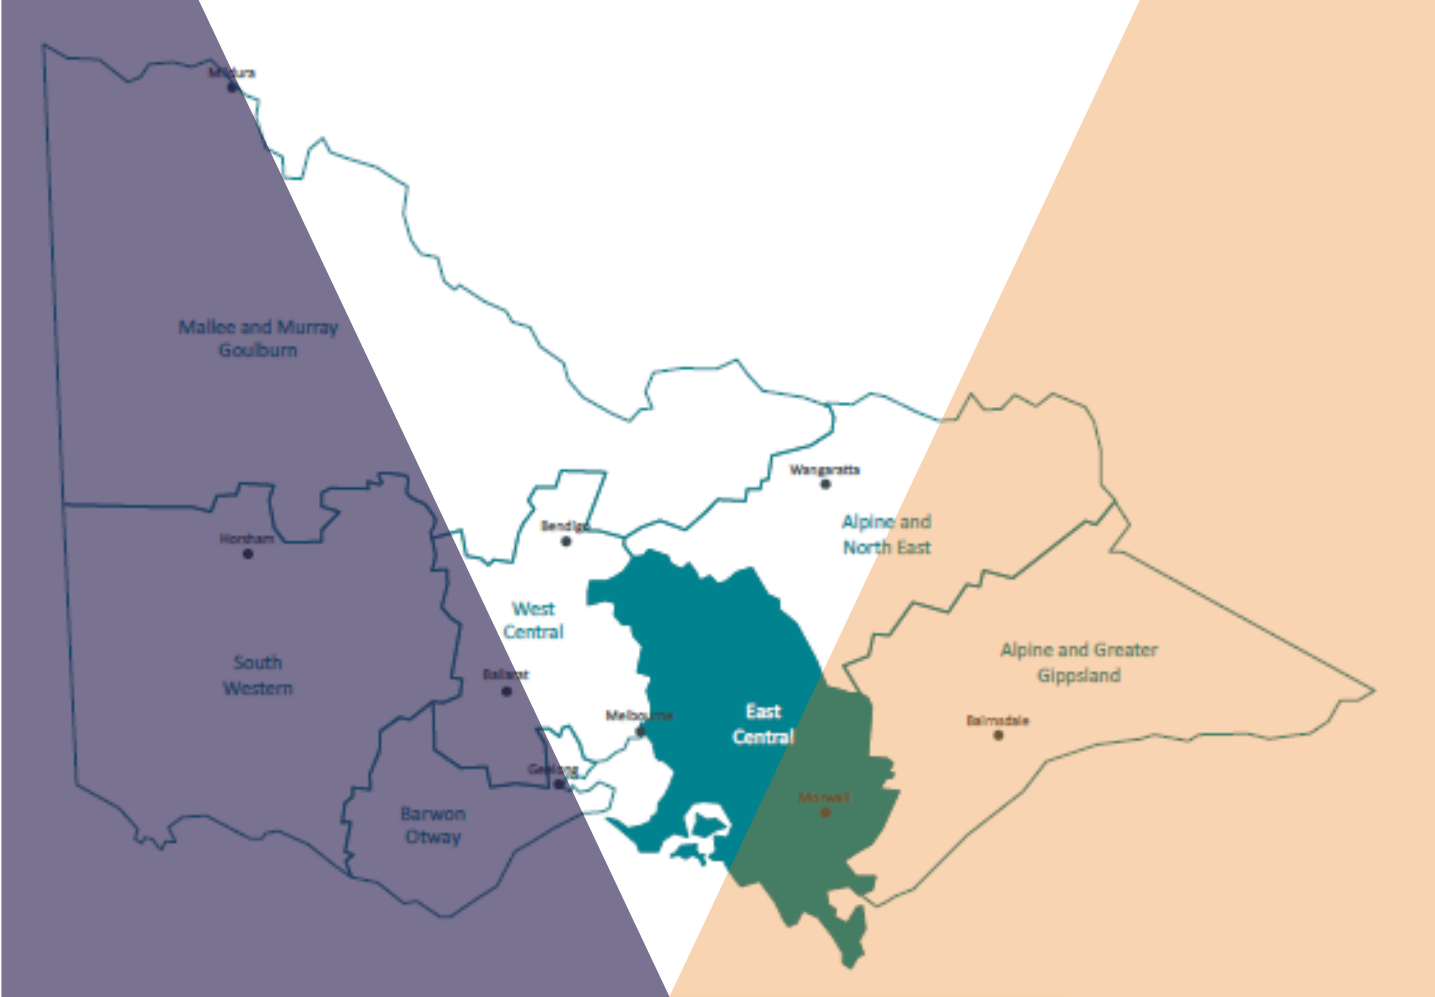 Mildura
Mallee and Murray
Goulburn
Wangaratta
Alpine and
North East
Bendigo
Horsham
West
Central
Alpine and Greater
Gippsland
South
Western
Ballarat
Melbourne
East
Central
Bairnsdale
Geelong
Morwell
Barwon
Otway